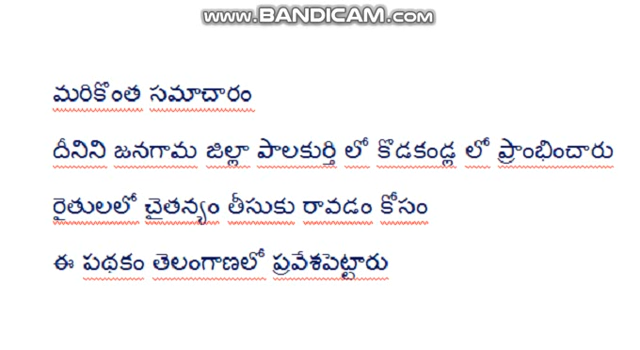 www.BANDICAM.com
మరికొంత సమాచారం
దీనిని జనగామ జిల్లా పాలకుర్తి లో కొడకండ్ల లో ప్రాంభించారు
రైతులలో చైతన్యం తీసుకు రావడం కోసం
ఈ పథకం తెలంగాణలో ప్రవేశపెట్టారు